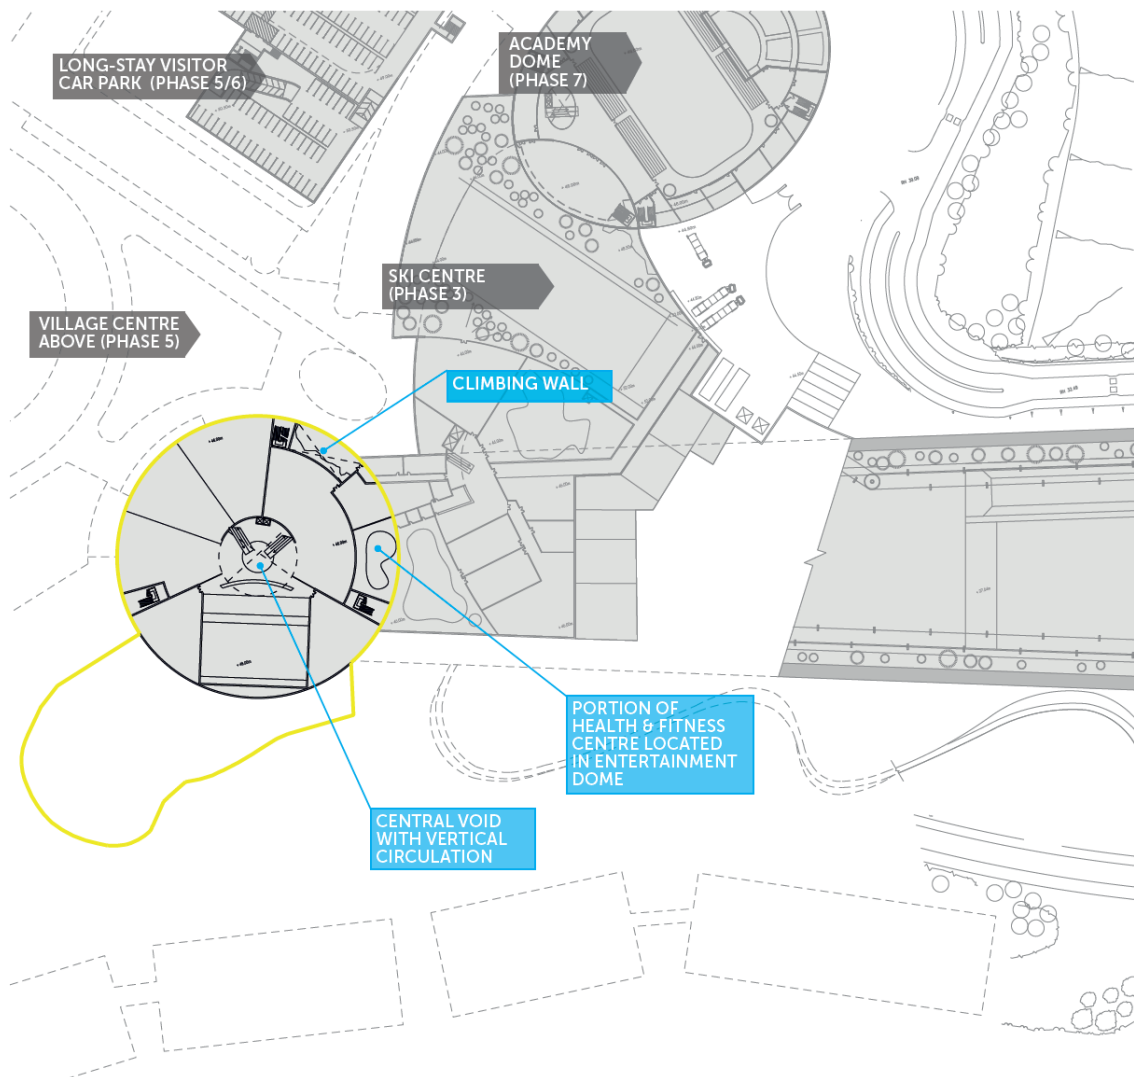 LONG-STAY VISITOR
CAR PARK (PHASE 5/6)
ACADEMY
DOME
(PHASE 7)
SKI CENTRE
(PHASE 3)
VILLAGE CENTRE
ABOVE (PHASE 5)
CLIMBING WALL
PORTION OF
HEALTH & FITNESS
CENTRE LOCATED
IN ENTERTAINMENT
DOME
CENTRAL VOID
WITH VERTICAL
CIRCULATION